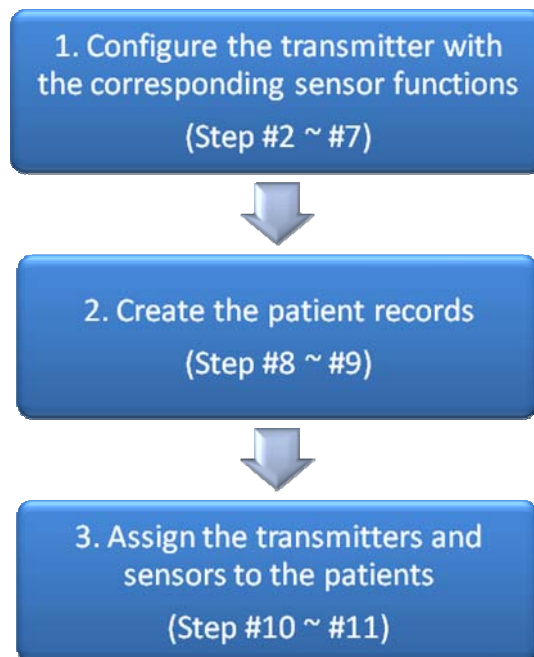 1. Configure the transmitter with
the corresponding sensor functions
(Step #2 ~ #7)
2. Create the patient records
(Step #8 ~ #9)
3. Assign the transmitters and
sensors to the patients
(Step #10 ~ #11)